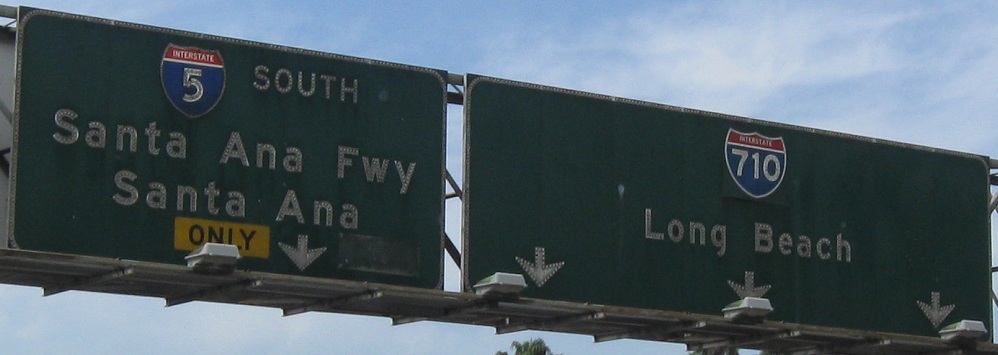 INTERSTATE
5 SOUTH
Santa Ana Fwy
Santa Ana
ONLY
INTERSTATE
710
Long Beach